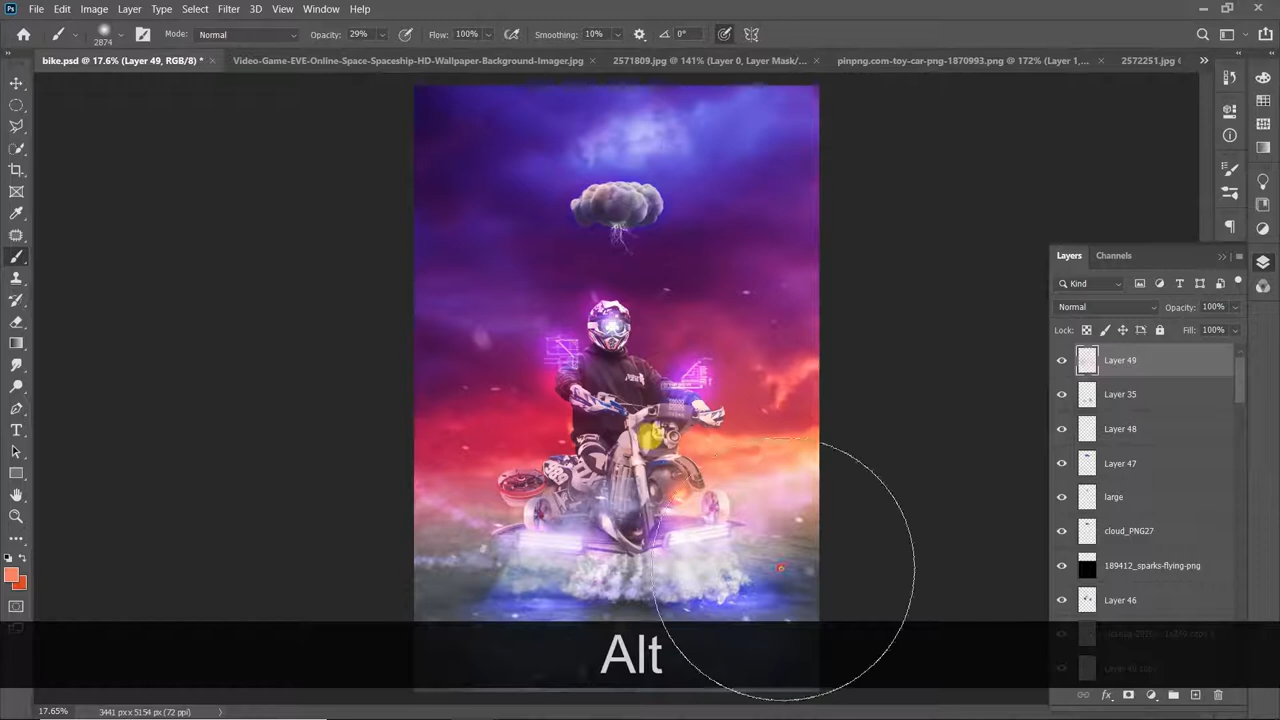 Ps File Edit Image Layer Type Select Filter 3D View Window Help
2874 Mode: Normal Opacity: 29% Flow: 100% Smoothing: 10% 0°
bike.psd @ 17.6% (Layer 49, RGB/8) * Video-Game-EVE-Online-Space-Spaceship-HD-Wallpaper-Background-Imager.jpg 2571809.jpg @ 141% (Layer 0, Layer Mask/... pinpng.com-toy-car-png-1870993.png @ 172% (Layer 1,... 2572251.jpg
Layers Channels
Kind
Normal Opacity: 100%
Lock: Fill: 100%
Layer 49
Layer 35
Layer 48
Layer 47
large
cloud_PNG27
189412_sparks-flying-png
Layer 46
Layer 40 copy
Alt
17.65% 3441 px x 5154 px (72 ppi)